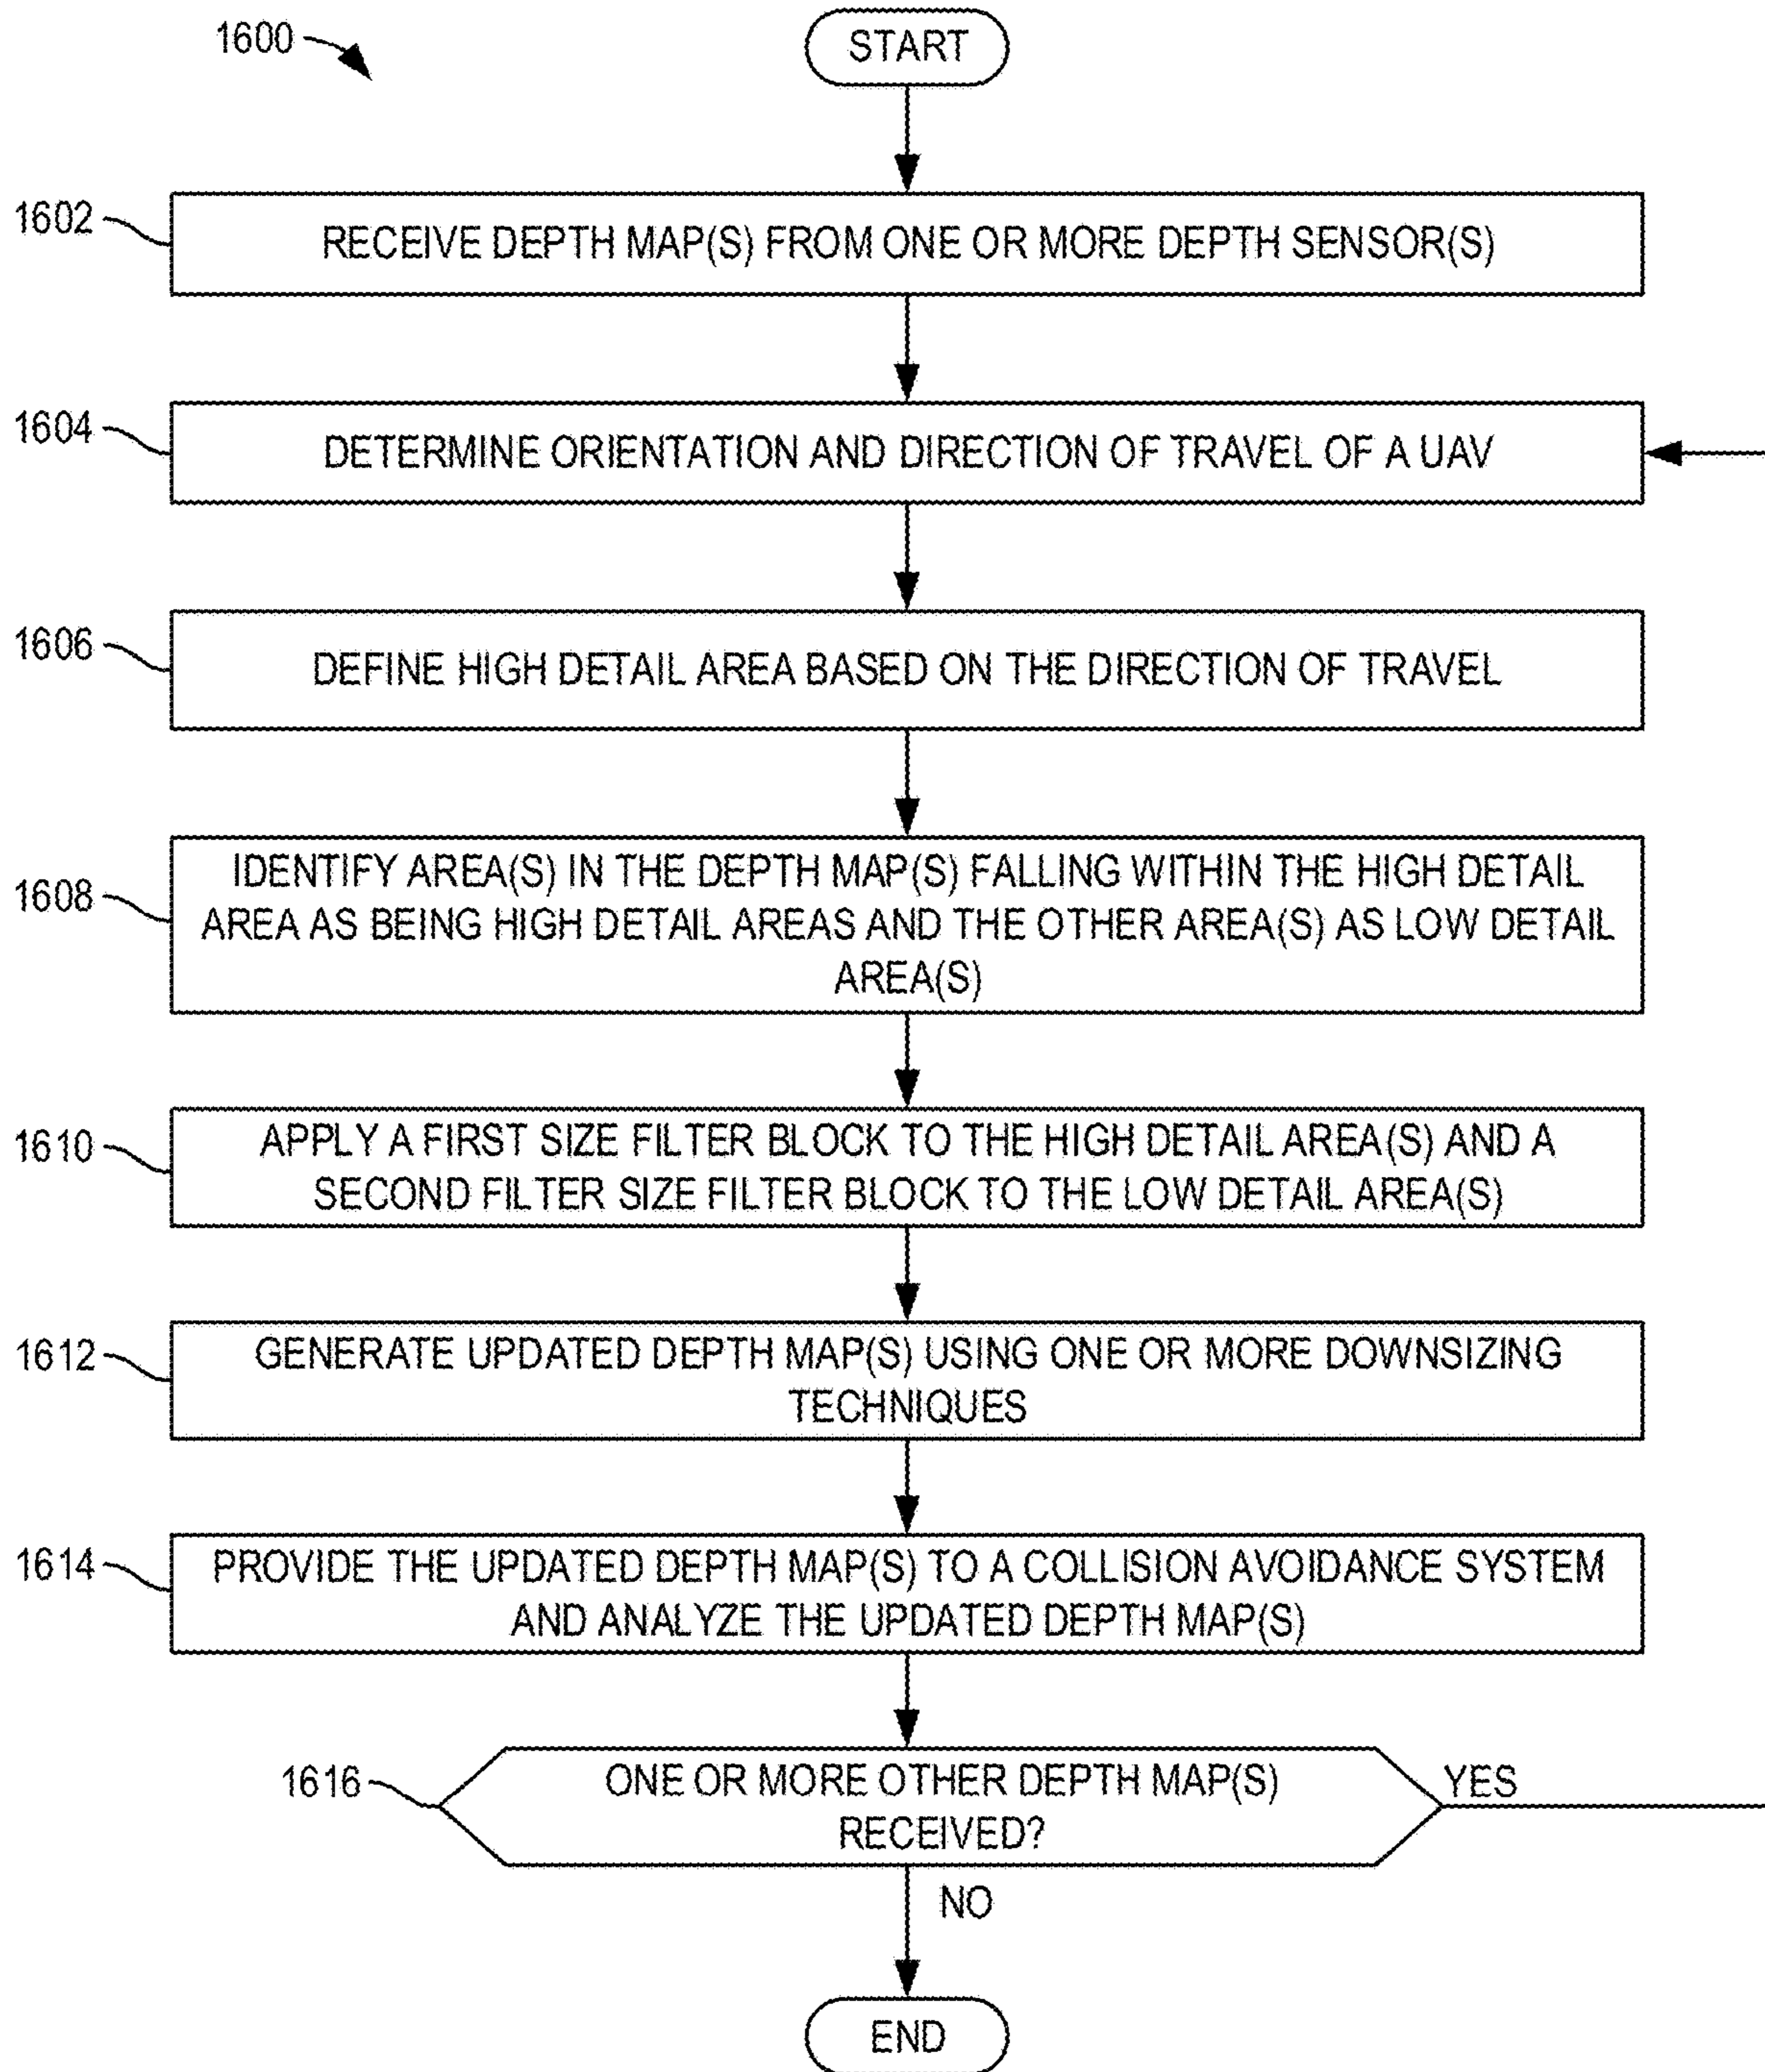 1600
START
1602
RECEIVE DEPTH MAP(S) FROM ONE OR MORE DEPTH SENSOR(S)
1604
DETERMINE ORIENTATION AND DIRECTION OF TRAVEL OF A UAV
1606
DEFINE HIGH DETAIL AREA BASED ON THE DIRECTION OF TRAVEL
1608
IDENTIFY AREA(S) IN THE DEPTH MAP(S) FALLING WITHIN THE HIGH DETAIL
AREA AS BEING HIGH DETAIL AREAS AND THE OTHER AREA(S) AS LOW DETAIL
AREA(S)
1610
APPLY A FIRST SIZE FILTER BLOCK TO THE HIGH DETAIL AREA(S) AND A
SECOND FILTER SIZE FILTER BLOCK TO THE LOW DETAIL AREA(S)
1612
GENERATE UPDATED DEPTH MAP(S) USING ONE OR MORE DOWNSIZING
TECHNIQUES
1614
PROVIDE THE UPDATED DEPTH MAP(S) TO A COLLISION AVOIDANCE SYSTEM
AND ANALYZE THE UPDATED DEPTH MAP(S)
1616
ONE OR MORE OTHER DEPTH MAP(S)
RECEIVED?
YES
NO
END